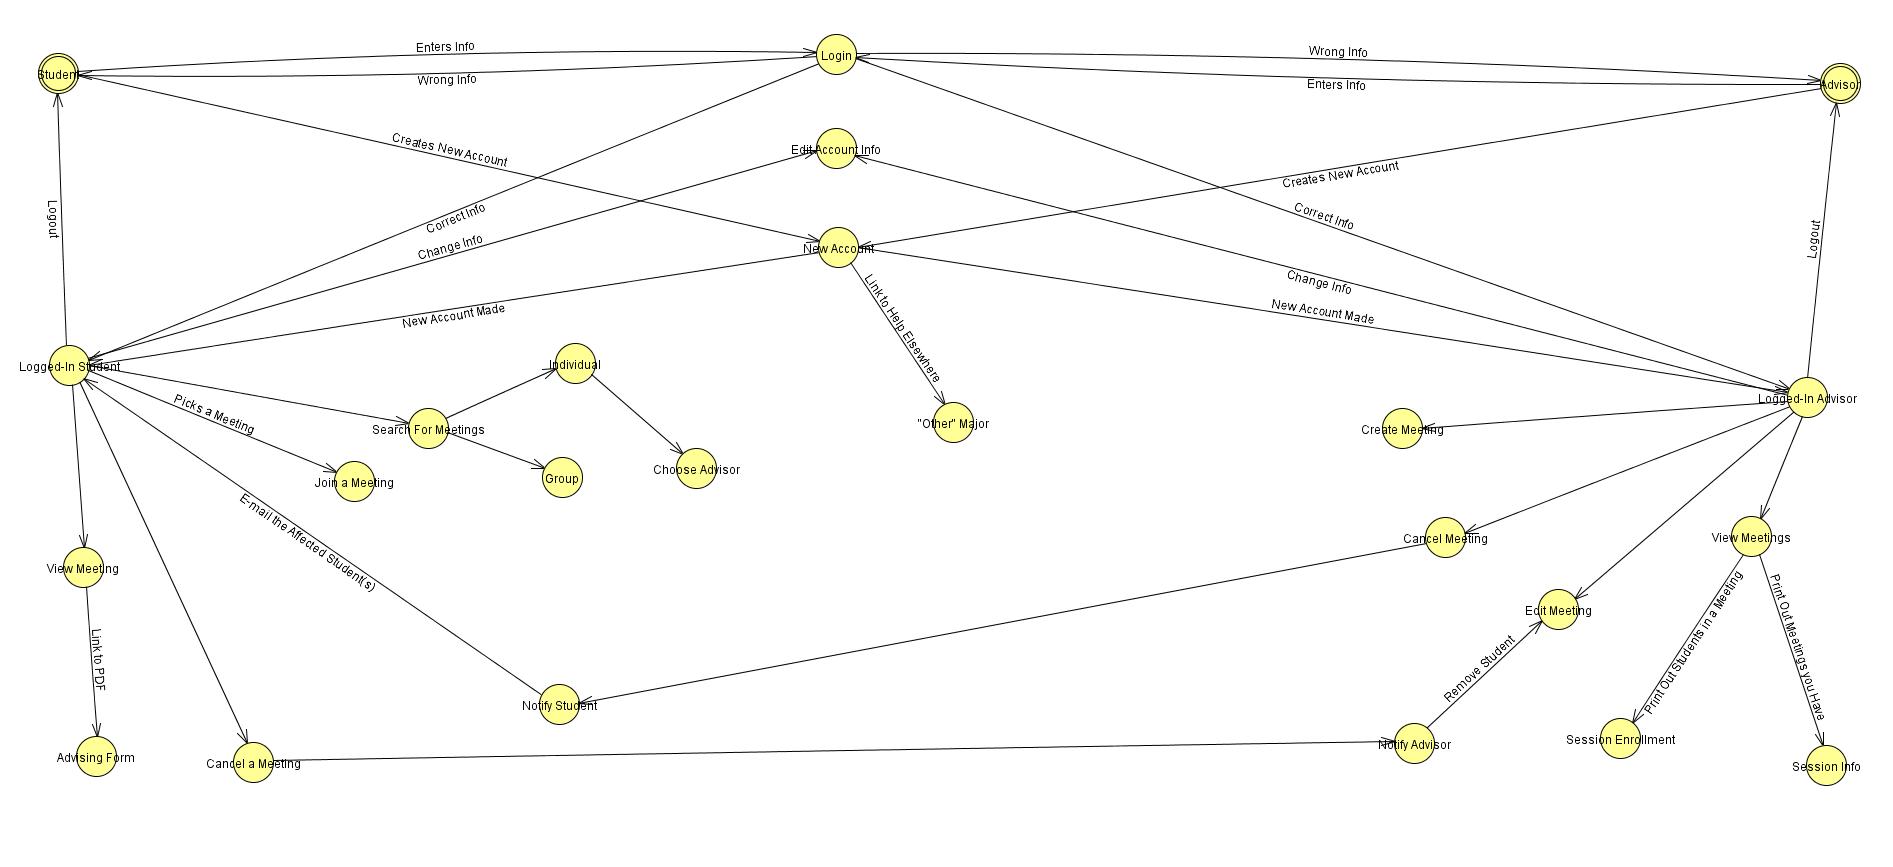 Enters Info
Login
Wrong Info
Student
Wrong Info
Enters Info
Advisor
Creates New Account
Edit Account Info
Creates New Account
Logout
Correct Info
Correct Info
Logout
Change Info
New Account
Change Info
New Account Made
Link to Help Elsewhere
New Account Made
Logged-In Student
Individual
Logged-In Advisor
Picks a Meeting
Search For Meetings
"Other" Major
Create Meeting
Join a Meeting
Group
Choose Advisor
E-mail the Affected Student(s)
Cancel Meeting
View Meetings
View Meeting
Edit Meeting
Print Out Students in a Meeting
Print Out Meetings you Have
Link to PDF
Remove Student
Notify Student
Advising Form
Cancel a Meeting
Notify Advisor
Session Enrollment
Session Info